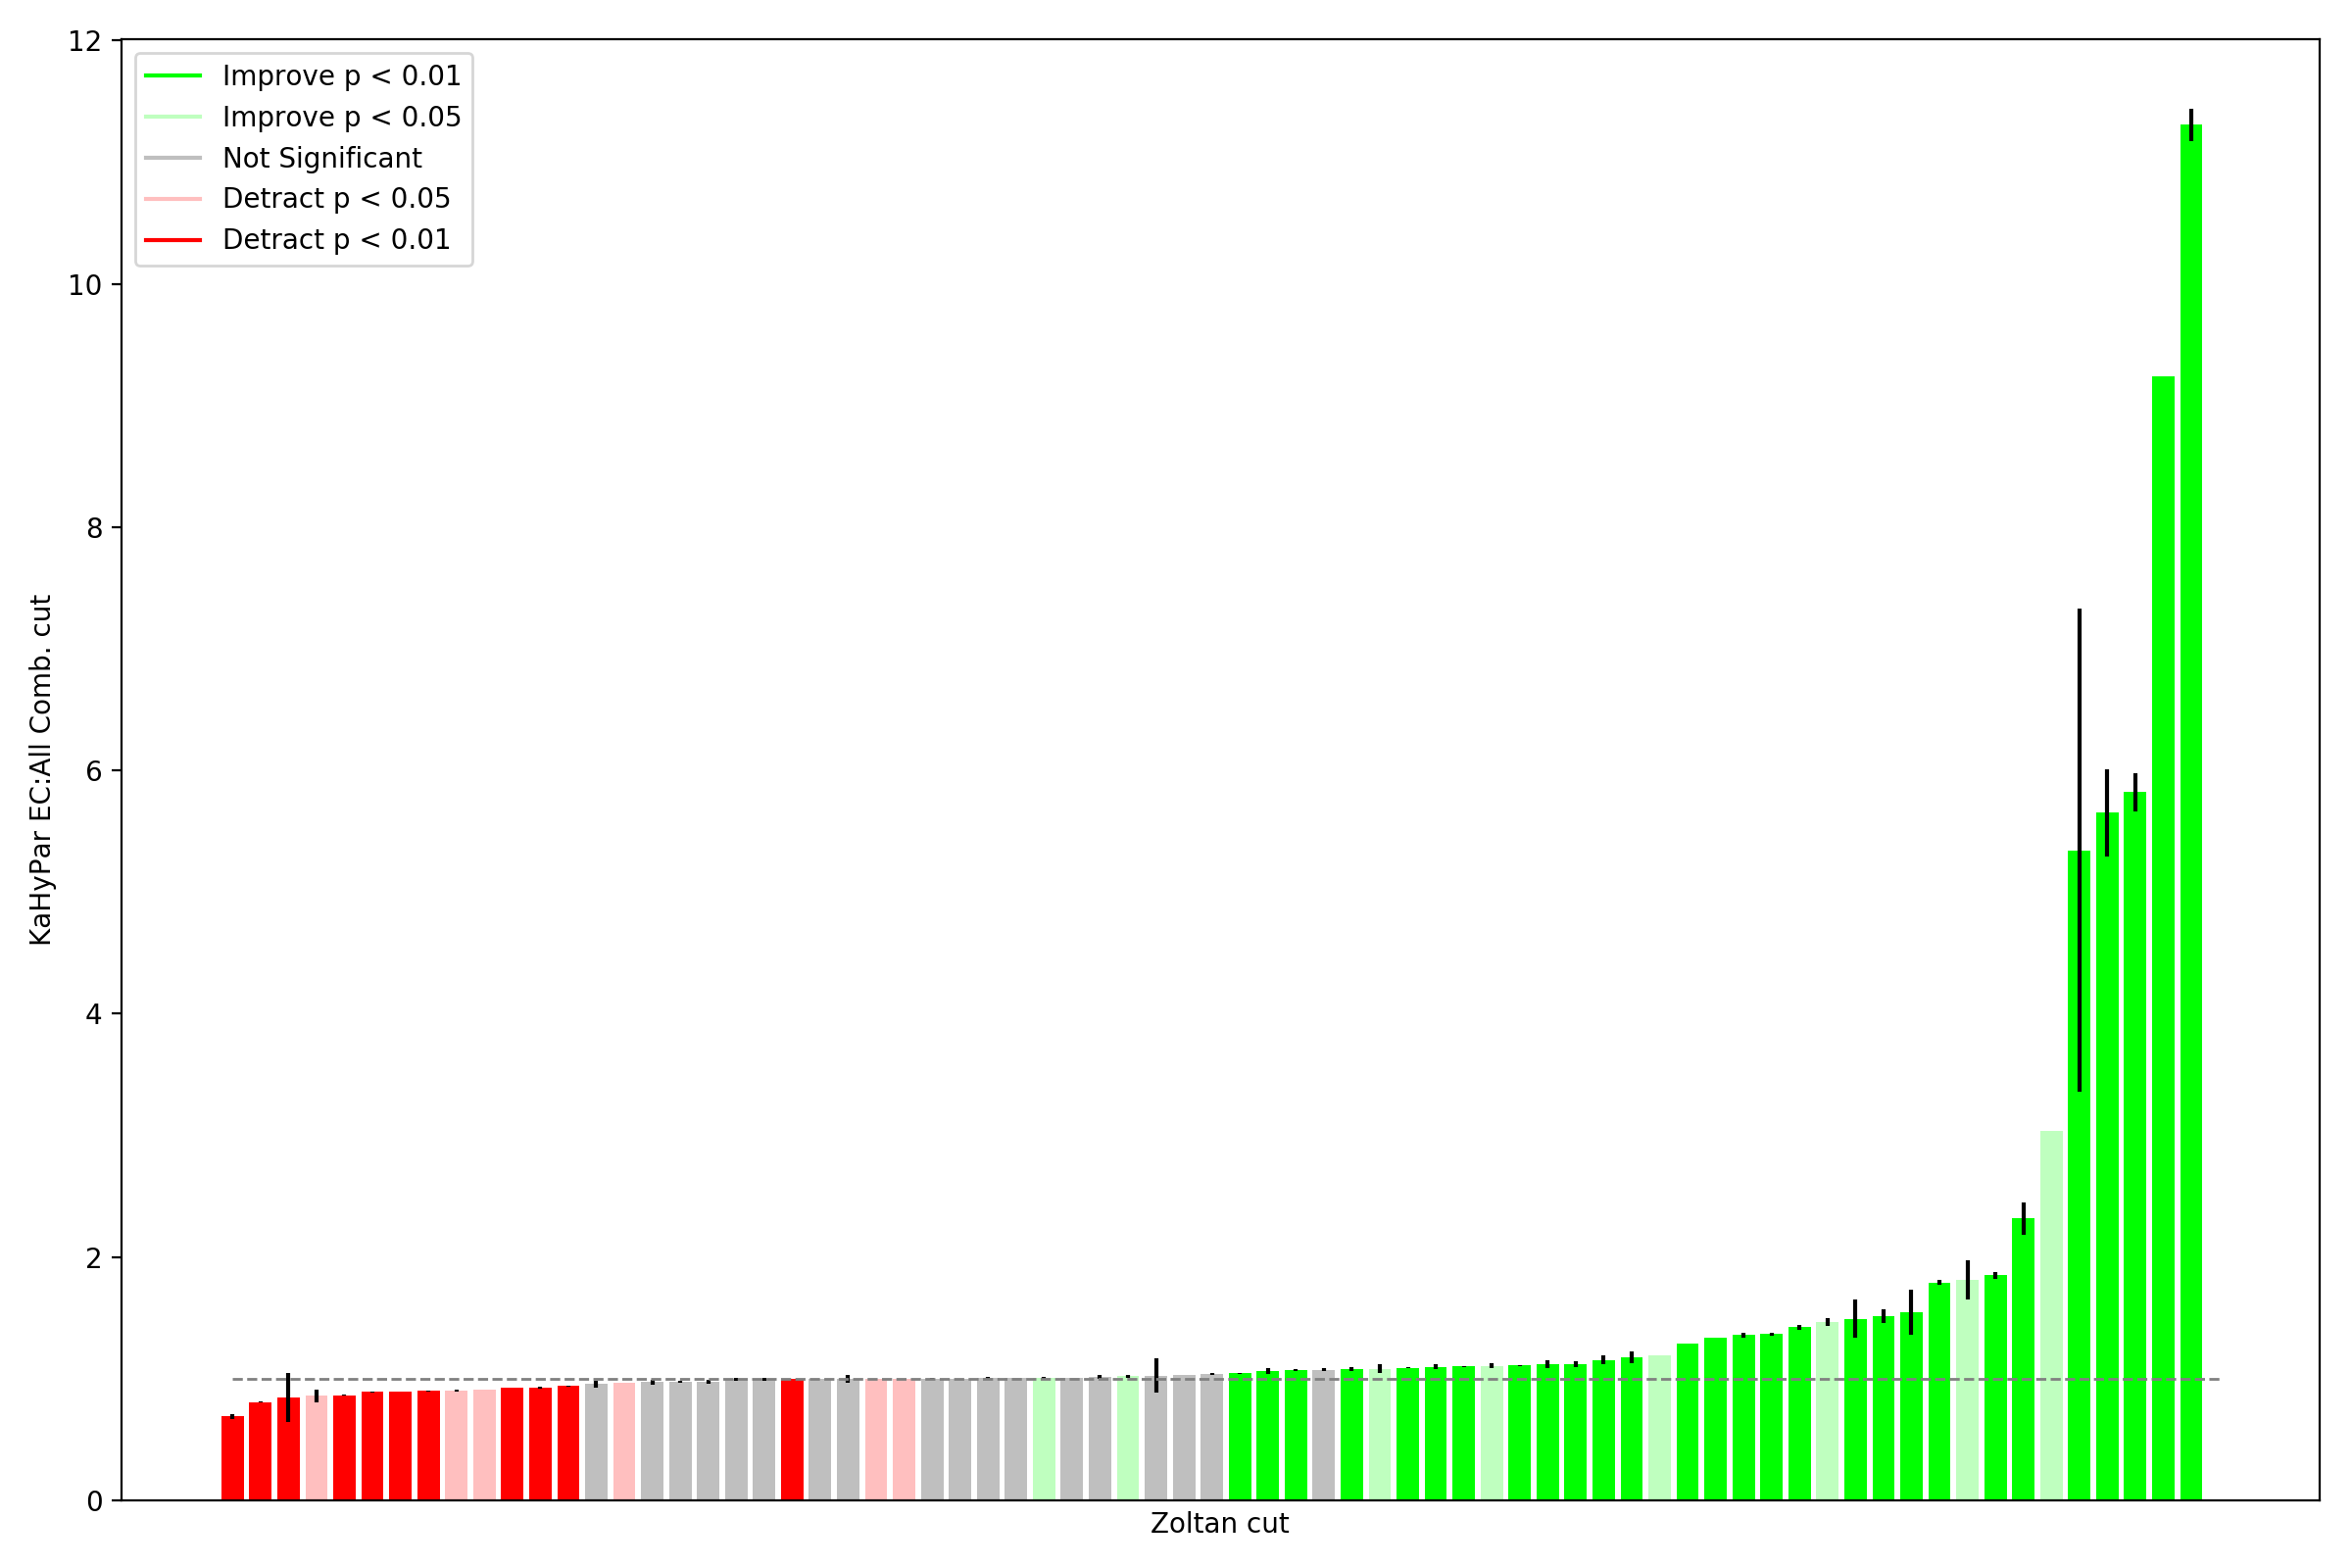 12
10
8
6
4
2
0
KaHyPar EC:All Comb. cut
Improve p < 0.01
Improve p < 0.05
Not Significant
Detract p < 0.05
Detract p < 0.01
Zoltan cut